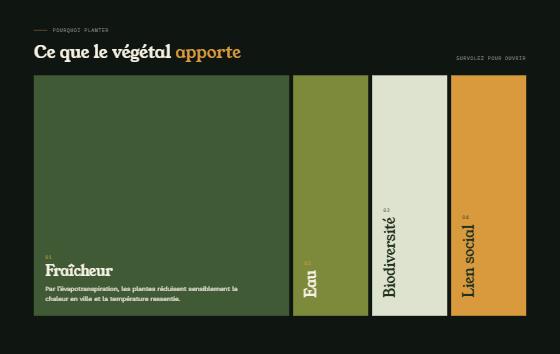 POURQUOI PLANTER
Ce que le végétal apporte
SURVOLEZ POUR OUVRIR
01
Fraîcheur
Par l'évapotranspiration, les plantes réduisent sensiblement la
chaleur en ville et la température ressentie.
02
Eau
03
Biodiversité
04
Lien social